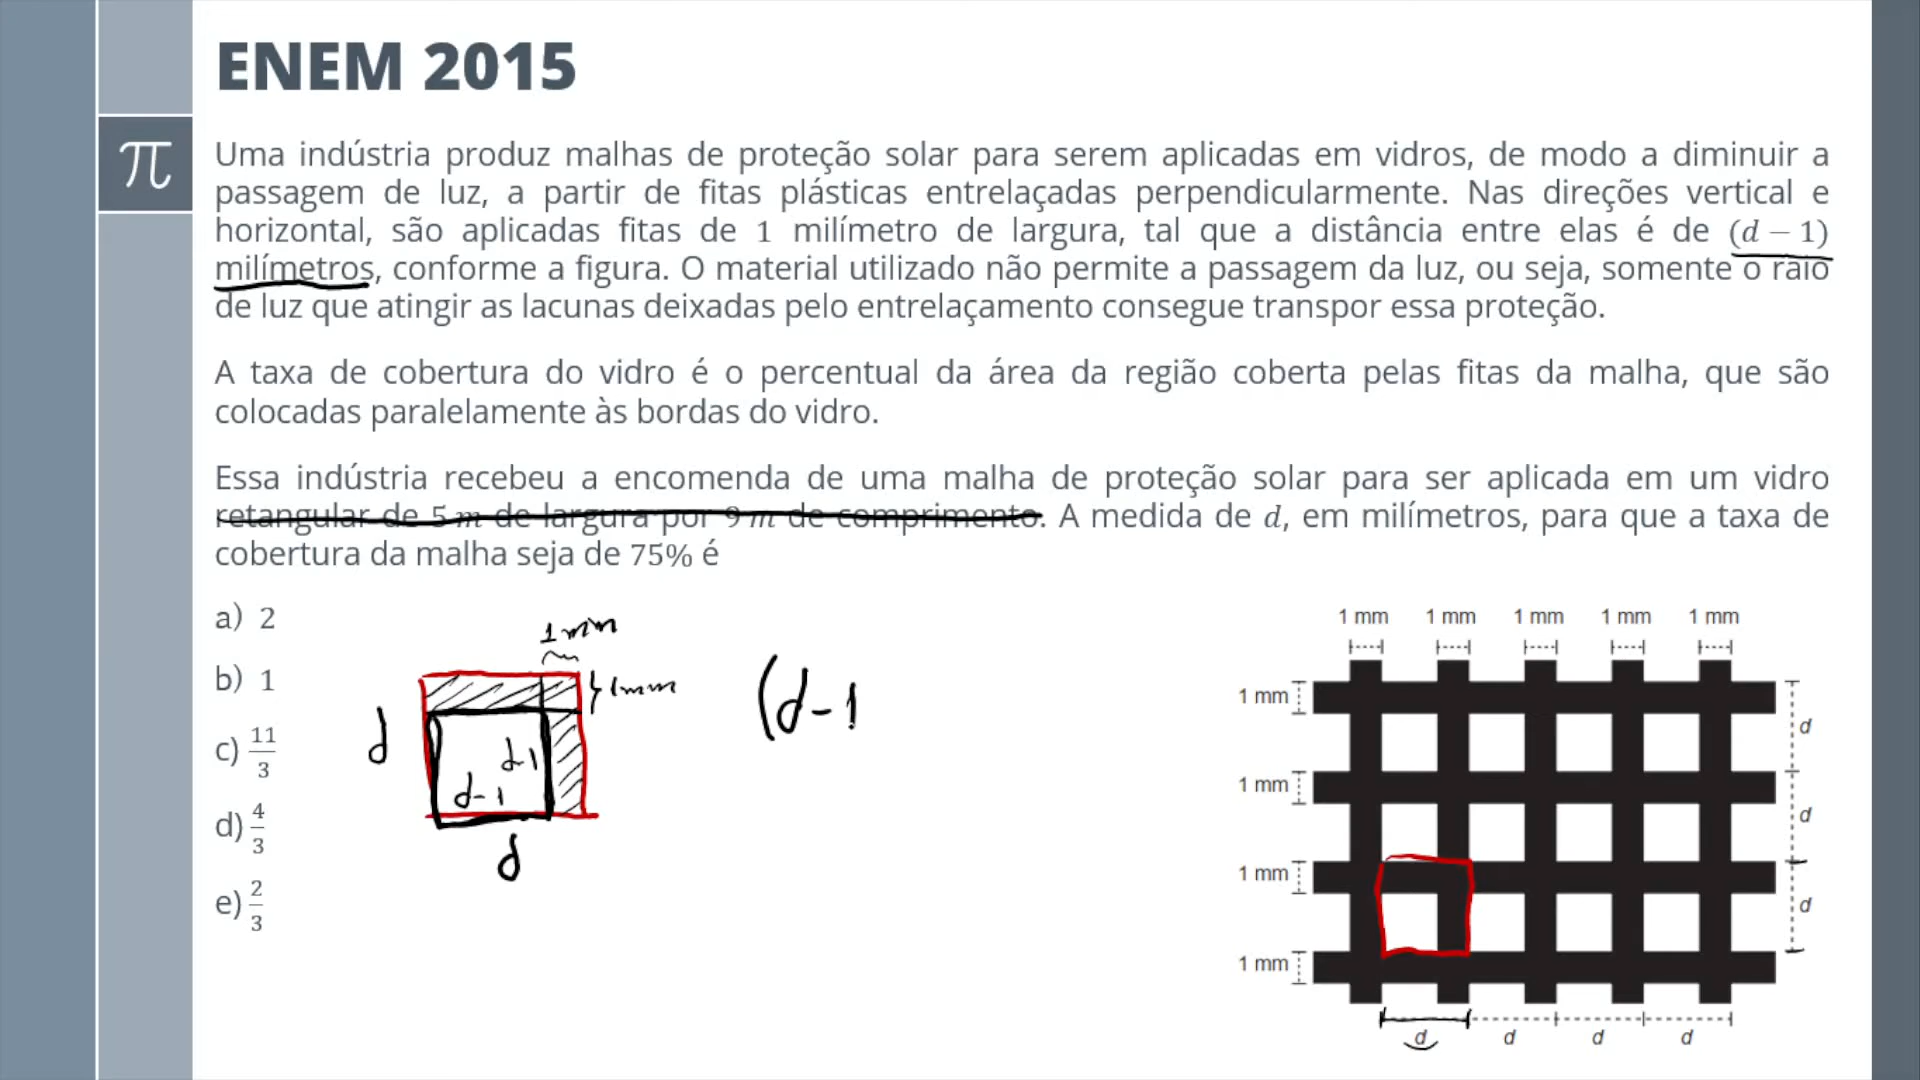 ENEM 2015
π
Uma indústria produz malhas de proteção solar para serem aplicadas em vidros, de modo a diminuir a
passagem de luz, a partir de fitas plásticas entrelaçadas perpendicularmente. Nas direções vertical e
horizontal, são aplicadas fitas de 1 milímetro de largura, tal que a distância entre elas é de (d − 1)
milímetros, conforme a figura. O material utilizado não permite a passagem da luz, ou seja, somente o raio
de luz que atingir as lacunas deixadas pelo entrelaçamento consegue transpor essa proteção.
A taxa de cobertura do vidro é o percentual da área da região coberta pelas fitas da malha, que são
colocadas paralelamente às bordas do vidro.
Essa indústria recebeu a encomenda de uma malha de proteção solar para ser aplicada em um vidro
retangular de 5 m de largura por 9 m de comprimento. A medida de d, em milímetros, para que a taxa de
cobertura da malha seja de 75% é
a) 2
b) 1
c) 11/3
d) 4/3
e) 2/3
1mm
1mm
d
d-1
d-1
d
(d-1
1 mm 1 mm 1 mm 1 mm 1 mm
1 mm
d
1 mm
d
1 mm
d
1 mm
d d d d